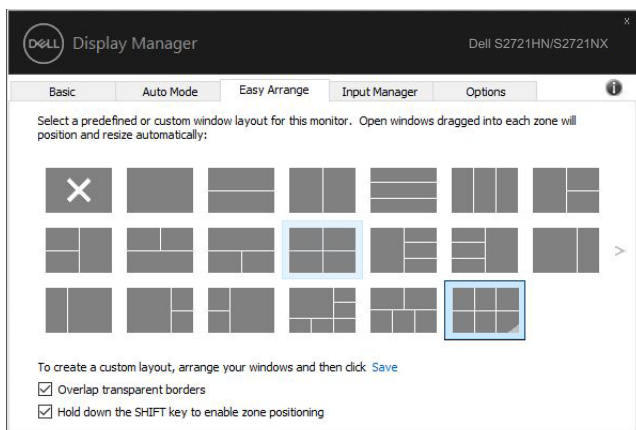 x
DELL Display Manager Dell S2721HN/S2721NX
Basic Auto Mode Easy Arrange Input Manager Options i
Select a predefined or custom window layout for this monitor. Open windows dragged into each zone will
position and resize automatically:
>
To create a custom layout, arrange your windows and then click Save
Overlap transparent borders
Hold down the SHIFT key to enable zone positioning